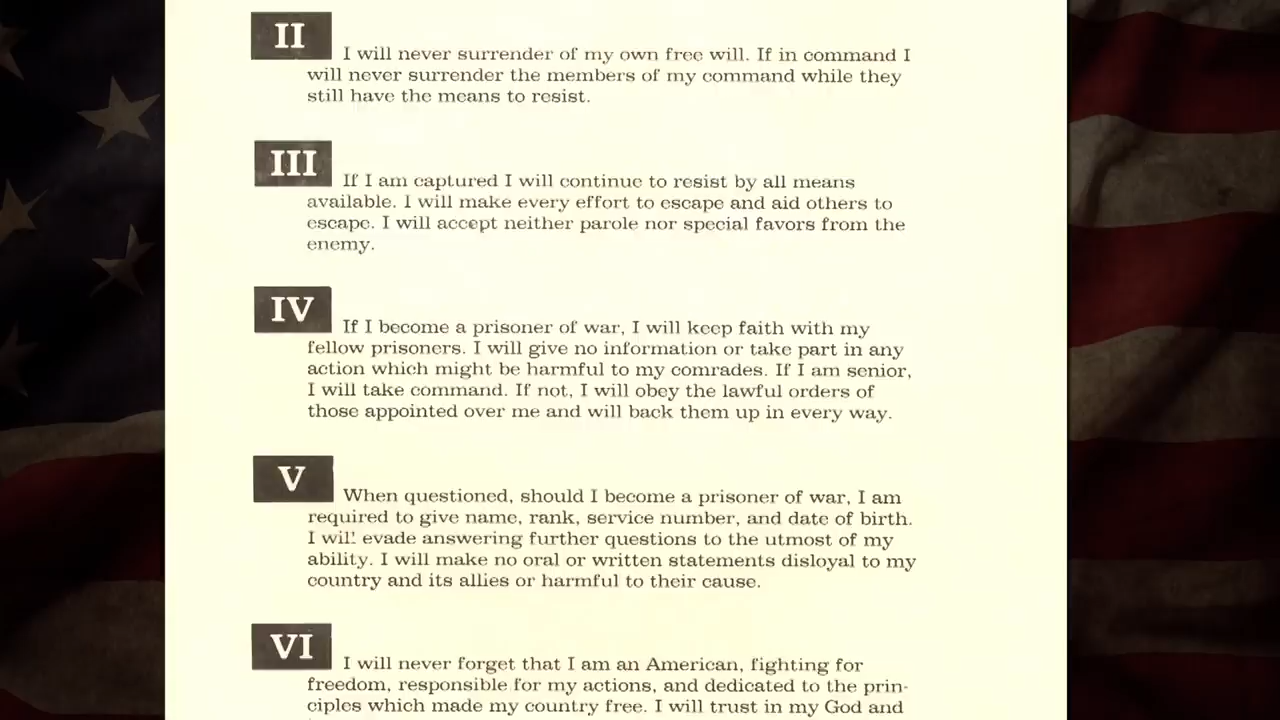 II
I will never surrender of my own free will. If in command I
will never surrender the members of my command while they
still have the means to resist.
III
If I am captured I will continue to resist by all means
available. I will make every effort to escape and aid others to
escape. I will accept neither parole nor special favors from the
enemy.
IV
If I become a prisoner of war, I will keep faith with my
fellow prisoners. I will give no information or take part in any
action which might be harmful to my comrades. If I am senior,
I will take command. If not, I will obey the lawful orders of
those appointed over me and will back them up in every way.
V
When questioned, should I become a prisoner of war, I am
required to give name, rank, service number, and date of birth.
I will evade answering further questions to the utmost of my
ability. I will make no oral or written statements disloyal to my
country and its allies or harmful to their cause.
VI
I will never forget that I am an American, fighting for
freedom, responsible for my actions, and dedicated to the prin-
ciples which made my country free. I will trust in my God and